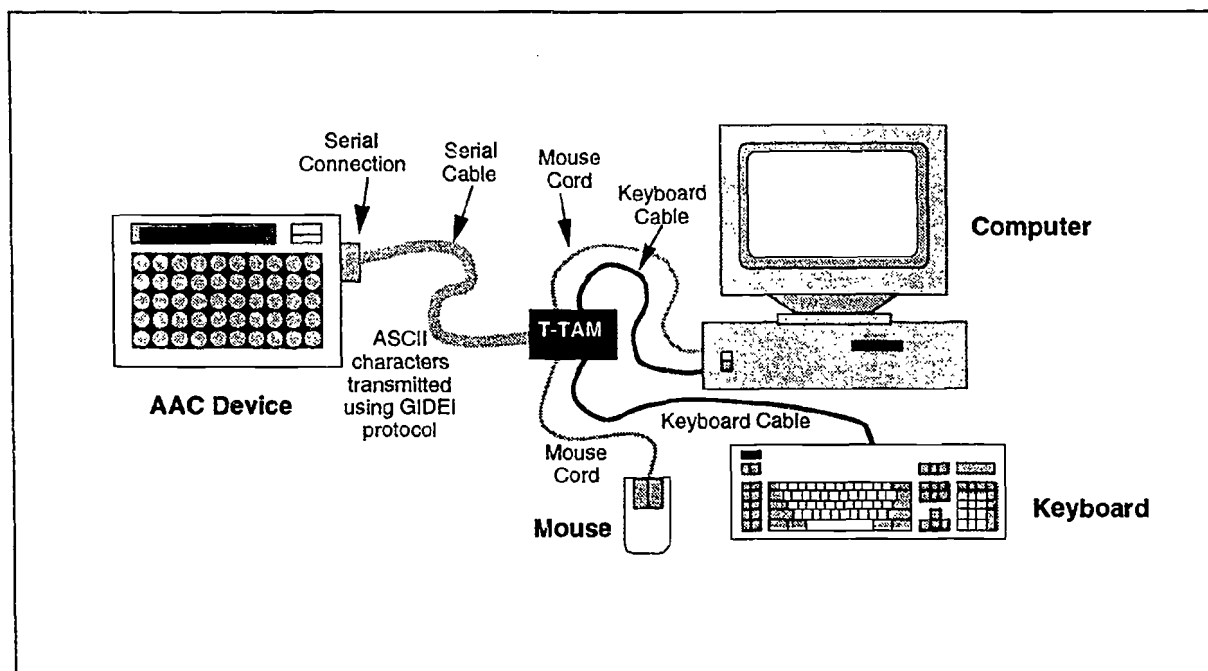 Serial
Connection
Serial
Cable
Mouse
Cord
Keyboard
Cable
Computer
T-TAM
ASCII
characters
transmitted
using GIDEI
protocol
AAC Device
Keyboard Cable
Mouse
Cord
Mouse
Keyboard